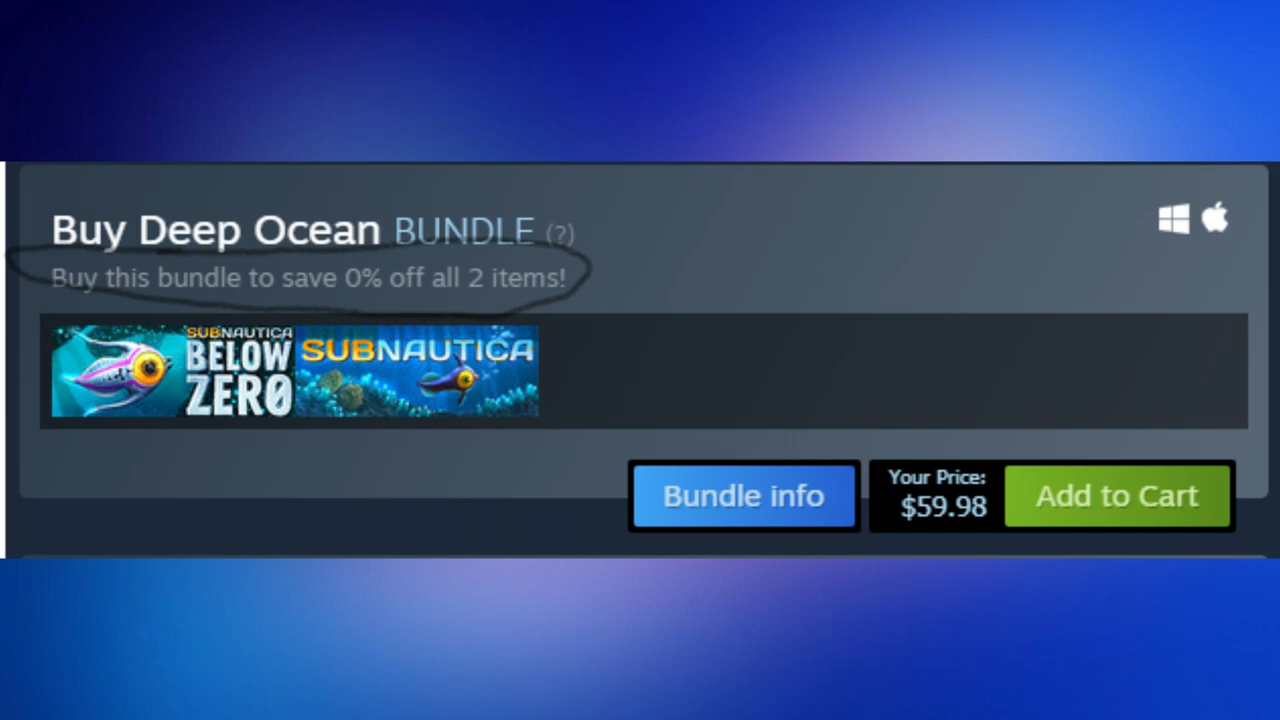 Buy Deep Ocean BUNDLE (?)
Buy this bundle to save 0% off all 2 items!
SUBNAUTICA
BELOW
ZERO
SUBNAUTICA
Bundle info
Your Price:
$59.98
Add to Cart